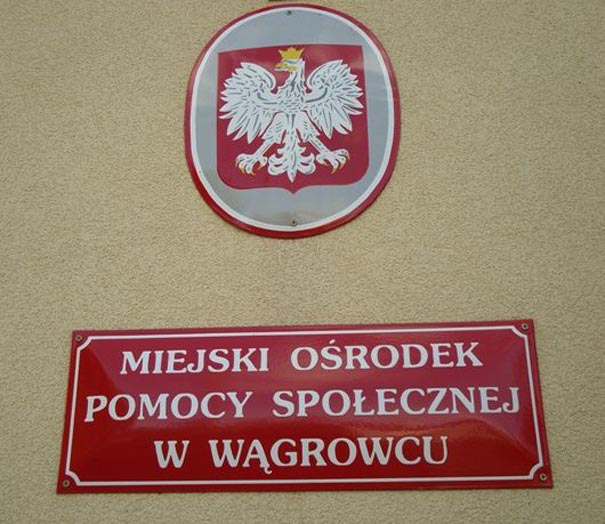 MIEJSKI OŚRODEK
POMOCY SPOŁECZNEJ
W WĄGROWCU